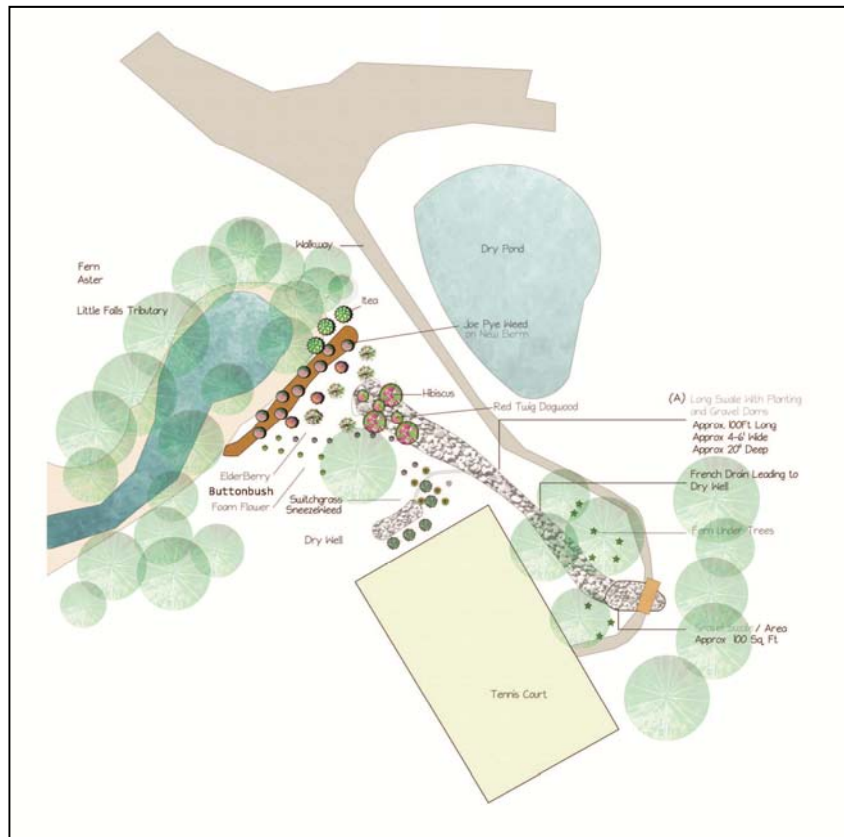 Walkway
Dry Pond
Fern
Aster
Little Falls Tributory
Itea
Joe Pye Weed
on New Berm
Hibiscus
Red Twig Dogwood
(A) Long Swale With Planting
and Gravel Dams
Approx. 100Ft Long
Approx 4-6' Wide
Approx 20" Deep
ElderBerry
Buttonbush
Foam Flower
Switchgrass
SneezeWeed
Dry Well
French Drain Leading to
Dry Well
Fern Under Trees
Gravel Swale / Area
Approx 100 Sq. Ft
Tennis Court